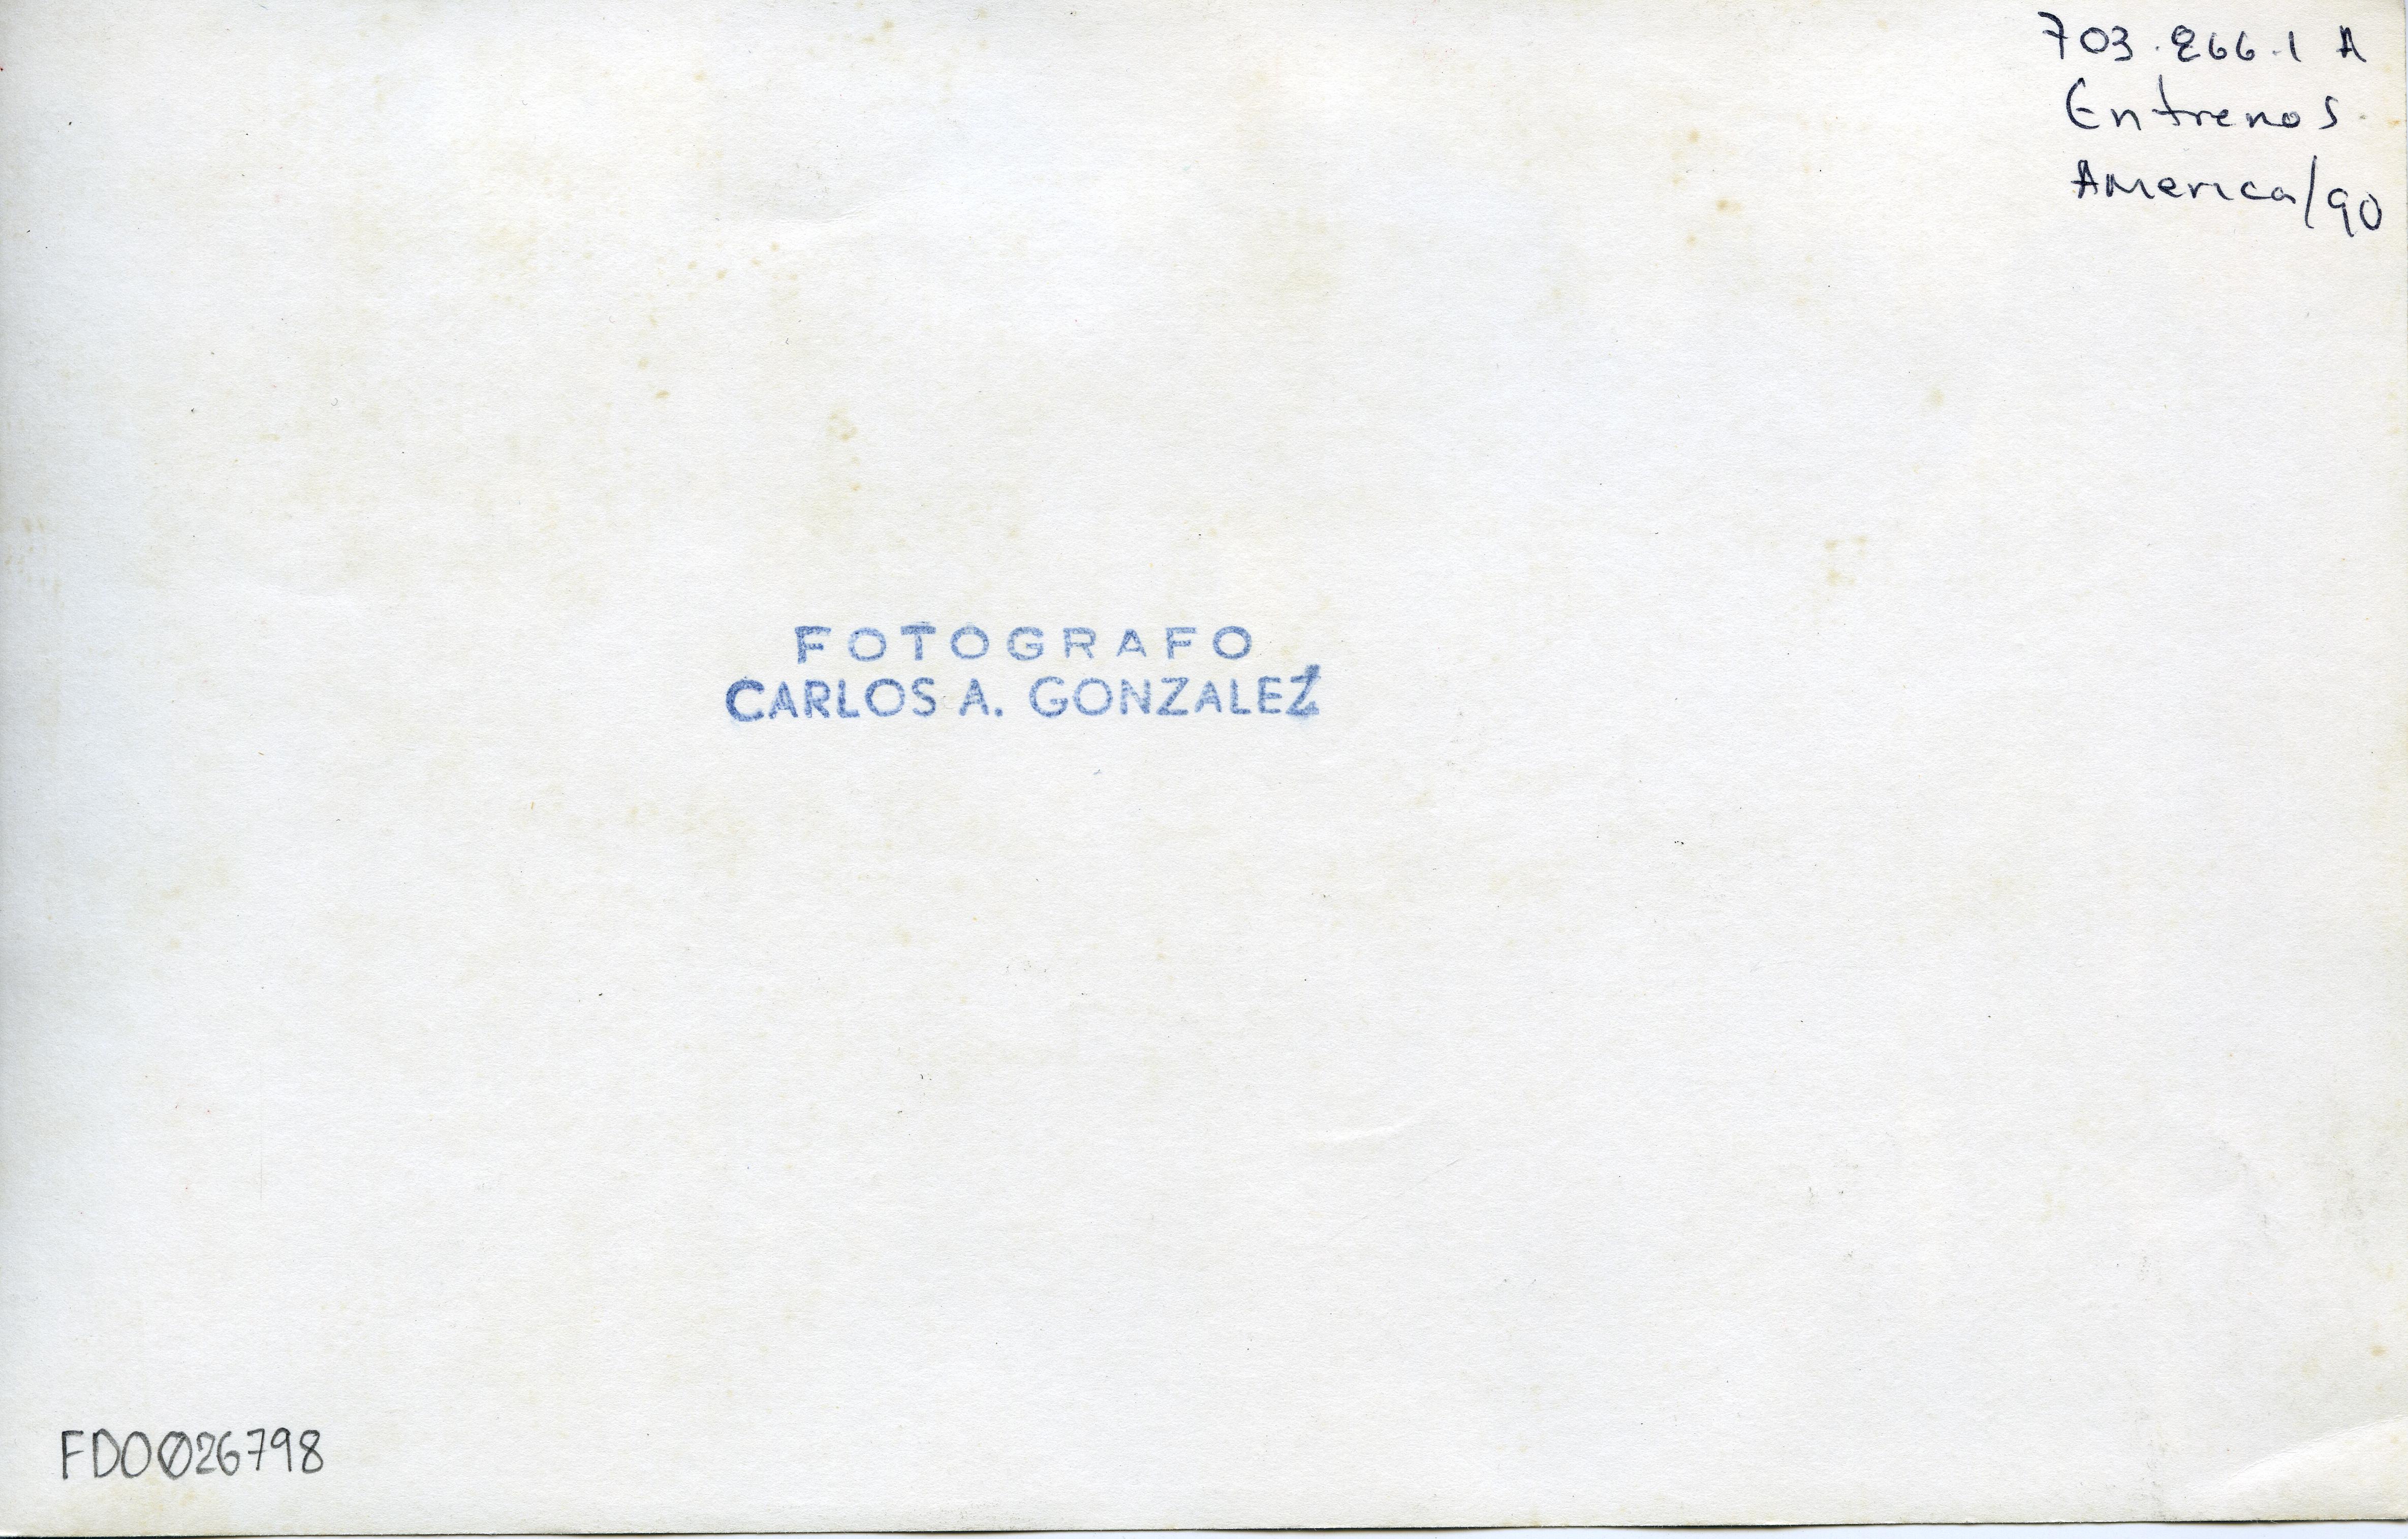 703.266.1 A
Entrenos
America/90
FOTOGRAFO
CARLOS A. GONZALEZ
FD0026798